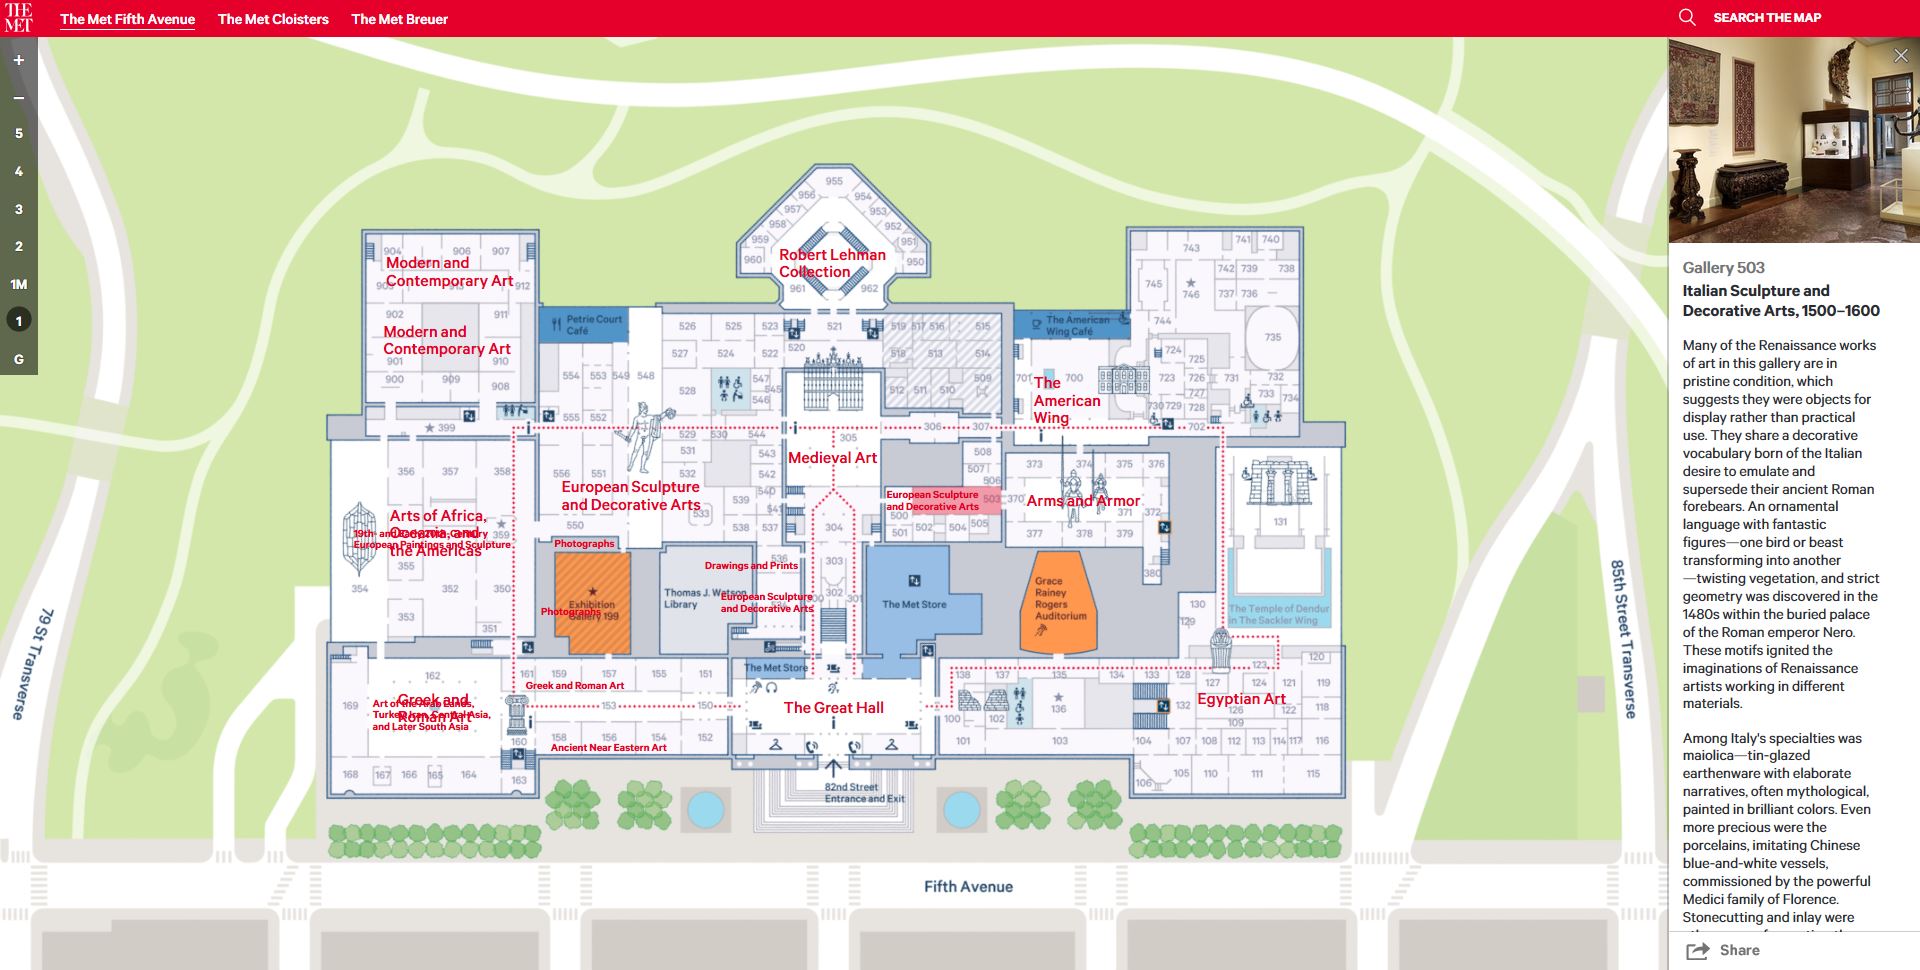 THE
MET
The Met Fifth Avenue
The Met Cloisters
The Met Breuer
SEARCH THE MAP
+
−
5
4
3
2
1M
1
G
955
956
954
957
953
958
952
959
951
960
950
Robert Lehman
Collection
961
962
904
906
907
Modern and
Contemporary Art
912
902
911
Modern and
Contemporary Art
901
910
900
909
908
399
Petrie Court
Café
526
525
523
521
520
527
524
522
554
553
549
548
528
547
545
546
555
552
529
530
544
531
543
532
542
540
541
556
551
European Sculpture
and Decorative Arts
533
539
538
537
550
519
517
516
515
518
513
514
509
512
511
510
305
306
307
Medieval Art
508
507
506
European Sculpture
and Decorative Arts
503
500
502
504
505
501
304
303
302
301
The American
Wing Café
701
700
The
American
Wing
743
741
740
742
739
738
745
746
737
736
744
735
724
725
723
726
731
732
727
733
734
730
729
728
702
373
374
375
376
370
Arms and Armor
371
372
377
378
379
380
131
130
129
The Temple of Dendur
in The Sackler Wing
356
357
358
Arts of Africa,
Oceania, and
the Americas
19th- and Early 20th-Century
European Paintings and Sculpture
359
355
354
352
350
353
351
Photographs
Photographs
Exhibition
Gallery 199
Thomas J. Watson
Library
536
Drawings and Prints
European Sculpture
and Decorative Arts
The Met Store
The Met Store
Grace
Rainey
Rogers
Auditorium
162
161
159
157
155
151
Greek and Roman Art
169
Greek and
Roman Art
Art of the Arab Lands,
Turkey, Iran, Central Asia,
and Later South Asia
153
150
160
158
156
154
152
Ancient Near Eastern Art
168
167
166
165
164
163
The Great Hall
82nd Street
Entrance and Exit
138
137
135
134
133
128
123
120
127
124
121
119
136
132
Egyptian Art
126
122
118
100
102
109
101
103
104
107
108
112
113
114
117
116
106
105
110
111
115
79 St Transverse
85th Street Transverse
Fifth Avenue
Gallery 503
Italian Sculpture and
Decorative Arts, 1500–1600
Many of the Renaissance works
of art in this gallery are in
pristine condition, which
suggests they were objects for
display rather than practical
use. They share a decorative
vocabulary born of the Italian
desire to emulate and
supersede their ancient Roman
forebears. An ornamental
language with fantastic
figures—one bird or beast
transforming into another
—twisting vegetation, and strict
geometry was discovered in the
1480s within the buried palace
of the Roman emperor Nero.
These motifs ignited the
imaginations of Renaissance
artists working in different
materials.
Among Italy's specialties was
maiolica—tin-glazed
earthenware with elaborate
narratives, often mythological,
painted in brilliant colors. Even
more precious were the
porcelains, imitating Chinese
blue-and-white vessels,
commissioned by the powerful
Medici family of Florence.
Stonecutting and inlay were
Share